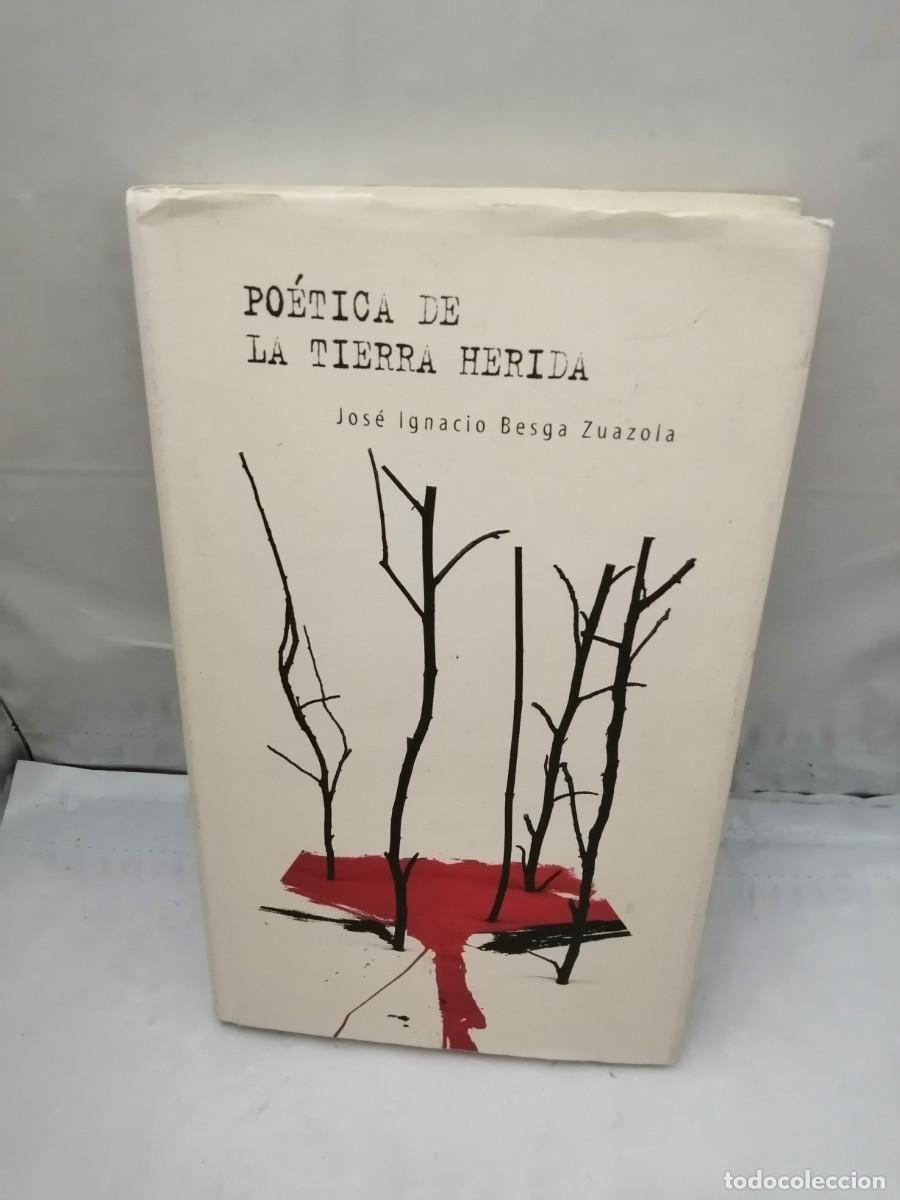 POÉTICA DE
LA TIERRA HERIDA
José Ignacio Besga Zuazola
todocoleccion